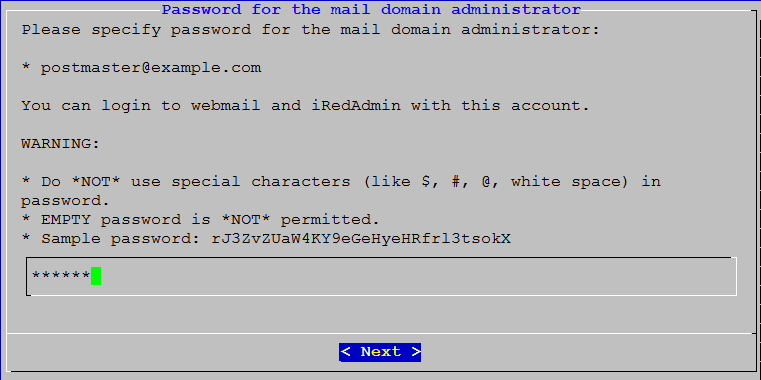 Password for the mail domain administrator
Please specify password for the mail domain administrator:
* postmaster@example.com
You can login to webmail and iRedAdmin with this account.
WARNING:
* Do *NOT* use special characters (like $, #, @, white space) in
password.
* EMPTY password is *NOT* permitted.
* Sample password: rJ3ZvZUaW4KY9eGeHyeHRfrl3tsokX
******
< Next >